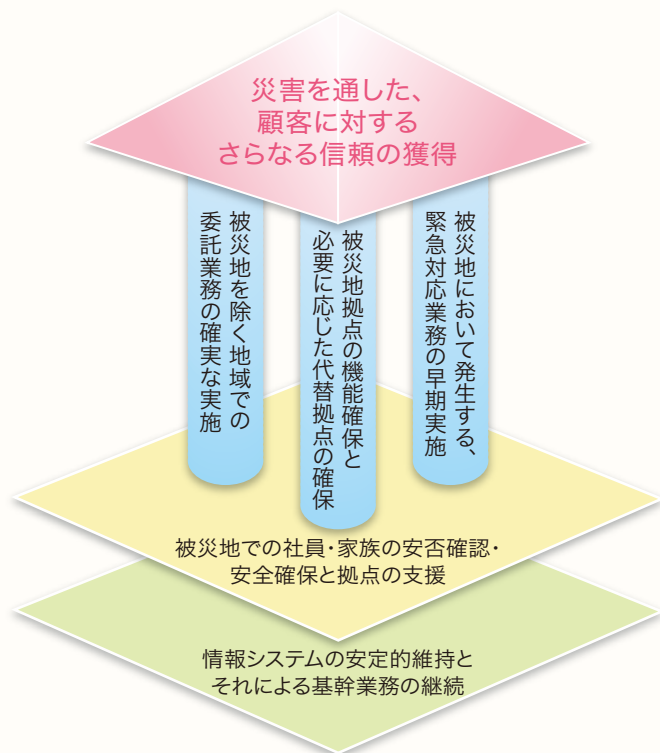 災害を通した、
顧客に対する
さらなる信頼の獲得
被災地において発生する、
緊急対応業務の早期実施
被災地拠点の機能確保と
必要に応じた代替拠点の確保
被災地を除く地域での
委託業務の確実な実施
被災地での社員・家族の安否確認・
安全確保と拠点の支援
情報システムの安定的維持と
それによる基幹業務の継続